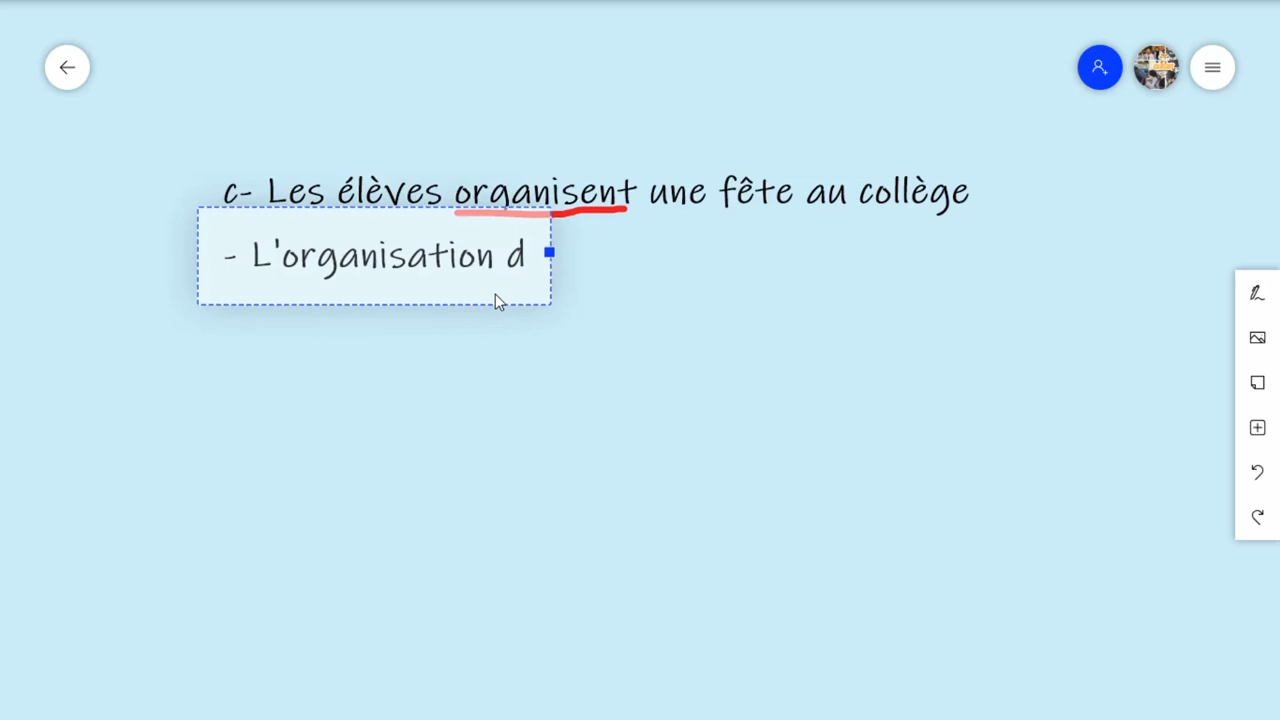 c- Les élèves organisent une fête au collège
- L'organisation d